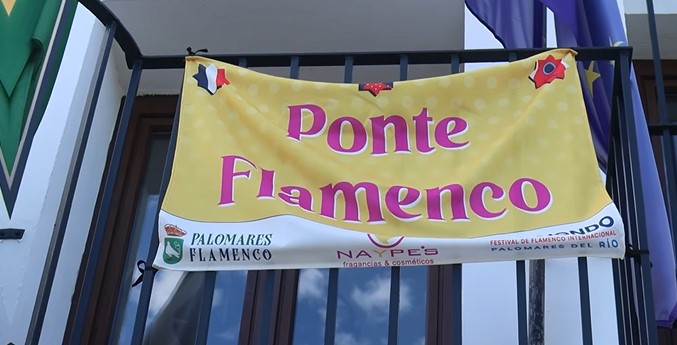 Ponte
Flamenco
PALOMARES
FLAMENCO
NAYPE'S
fragancias & cosméticos
FESTIVAL DE FLAMENCO INTERNACIONAL
PALOMARES DEL RÍO